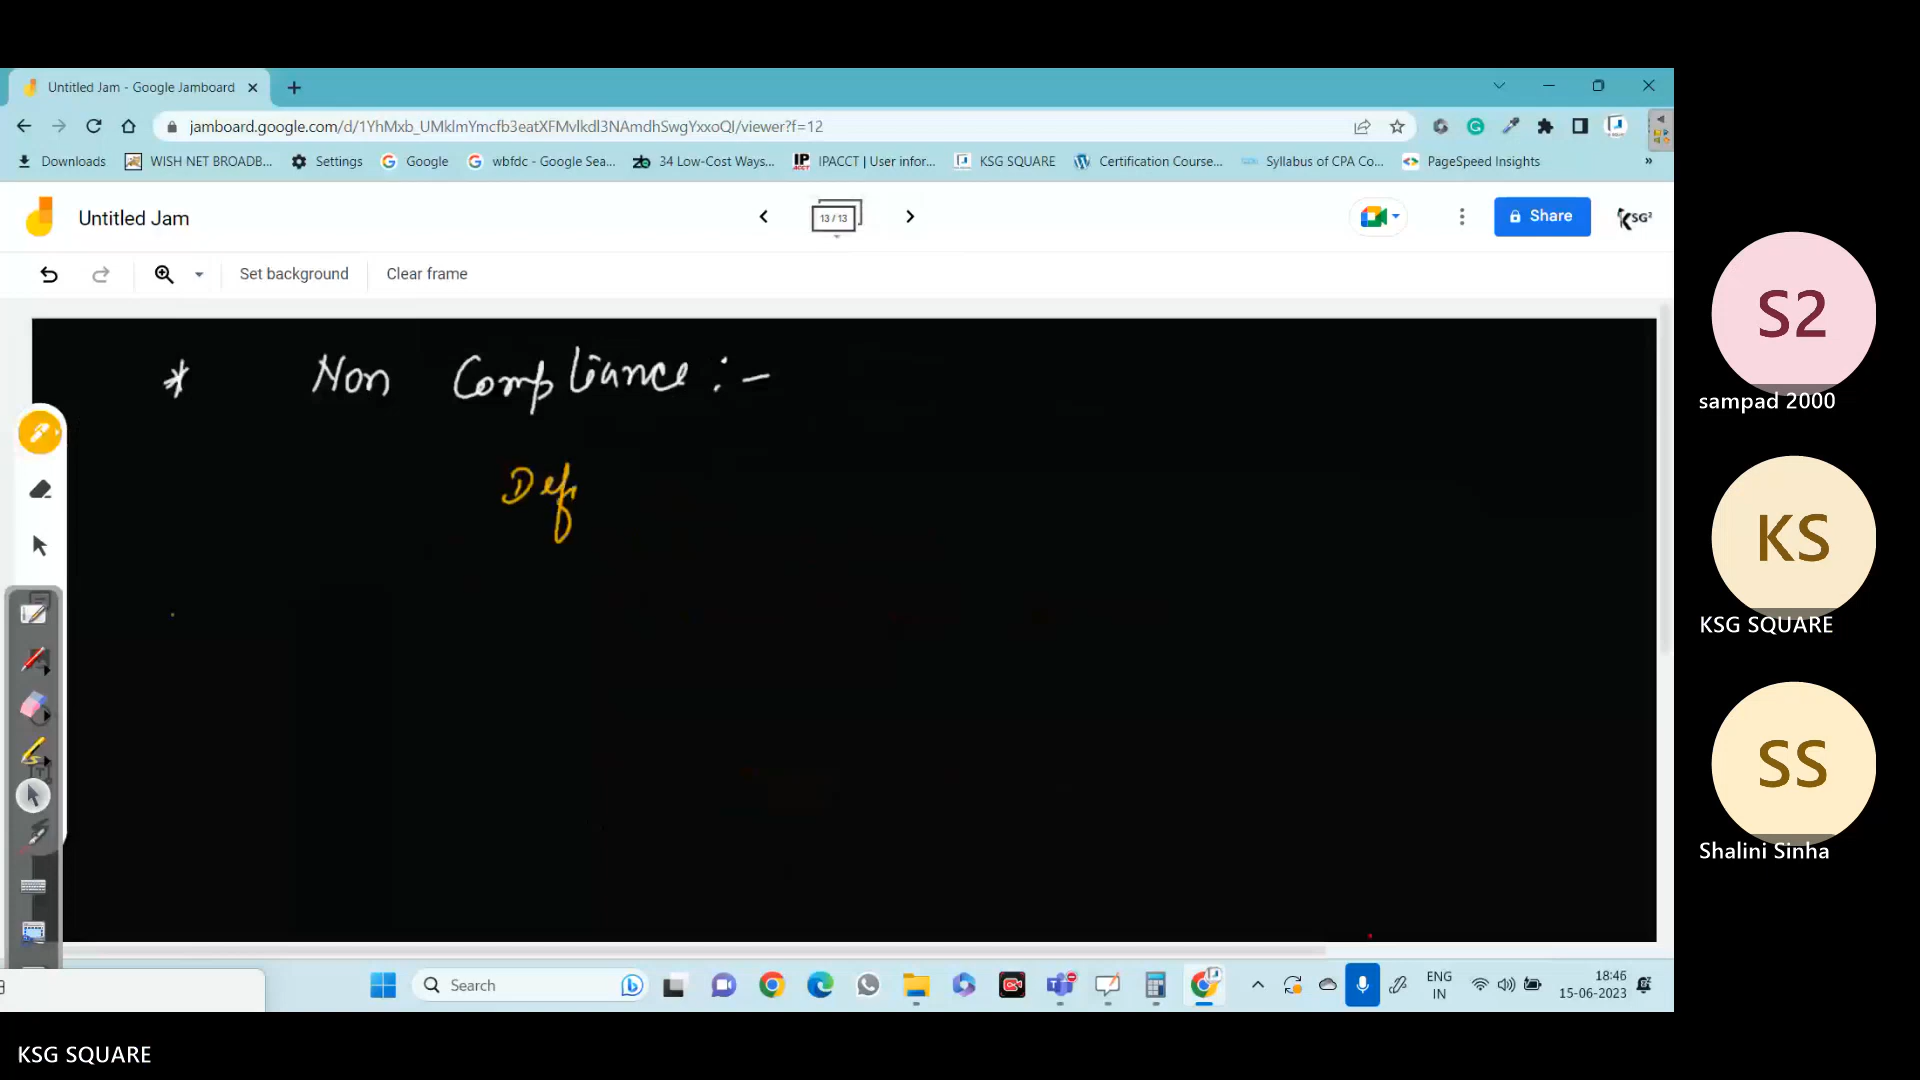 Untitled Jam - Google Jamboard
jamboard.google.com/d/1YhMxb_UMklmYmcfb3eatXFMvlkdl3NAmdhSwgYxxoQI/viewer?f=12
Downloads WISH NET BROADB... Settings Google wbfdc - Google Sea... 34 Low-Cost Ways... IPACCT | User infor... KSG SQUARE Certification Course... Syllabus of CPA Co... PageSpeed Insights »
Untitled Jam 13 / 13 Share KSG²
Set background Clear frame
* Non Compliance :-
Def
S2
sampad 2000
KS
KSG SQUARE
SS
Shalini Sinha
Search ENG IN 18:46 15-06-2023
KSG SQUARE